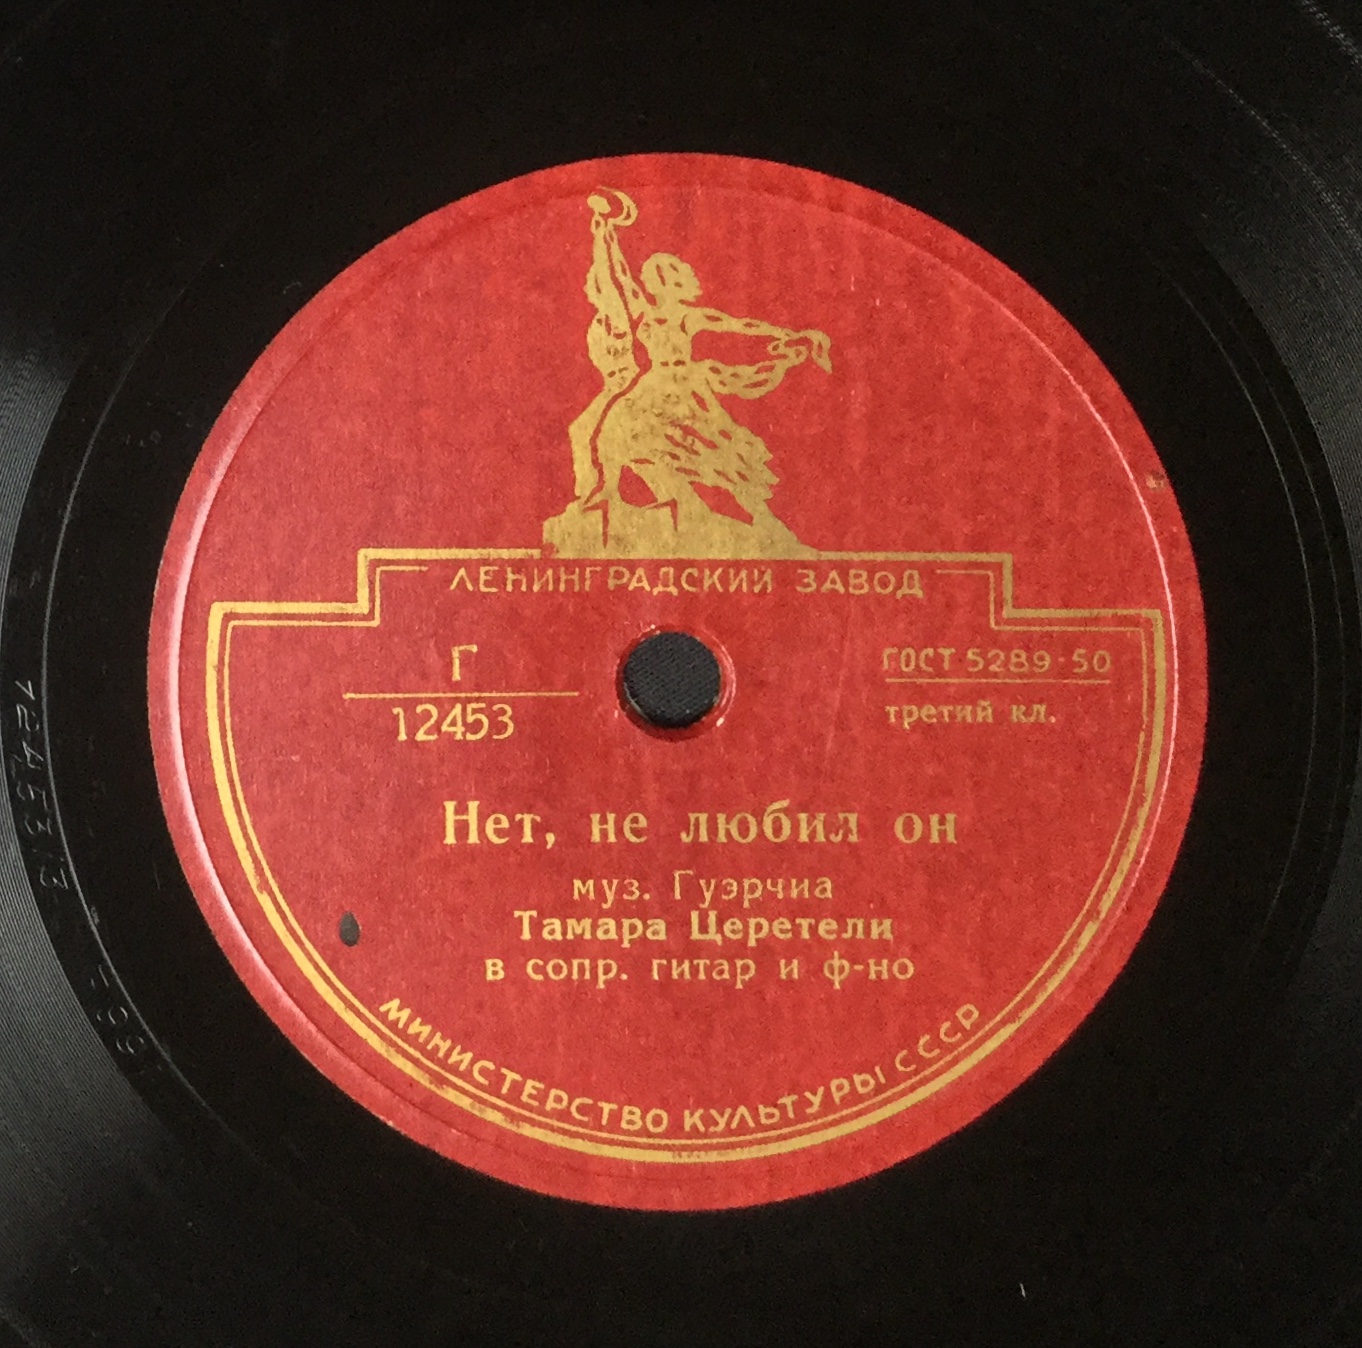 ЛЕНИНГРАДСКИЙ ЗАВОД
Г
12453
ГОСТ 5289-50
третий кл.
Нет, не любил он
муз. Гуэрчиа
Тамара Церетели
в сопр. гитар и ф-но
МИНИСТЕРСТВО КУЛЬТУРЫ СССР